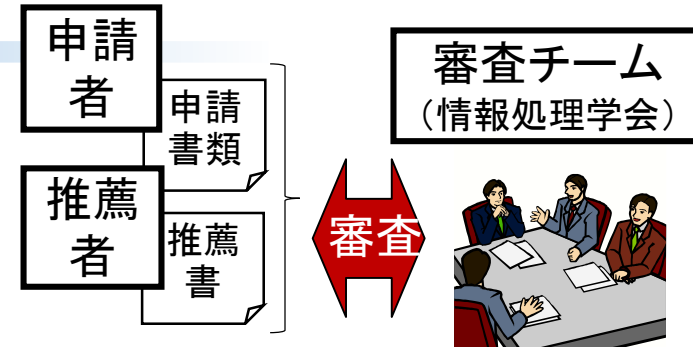 申請
者
申請
書類
推薦
者
推薦
書
審査
審査チーム
（情報処理学会）